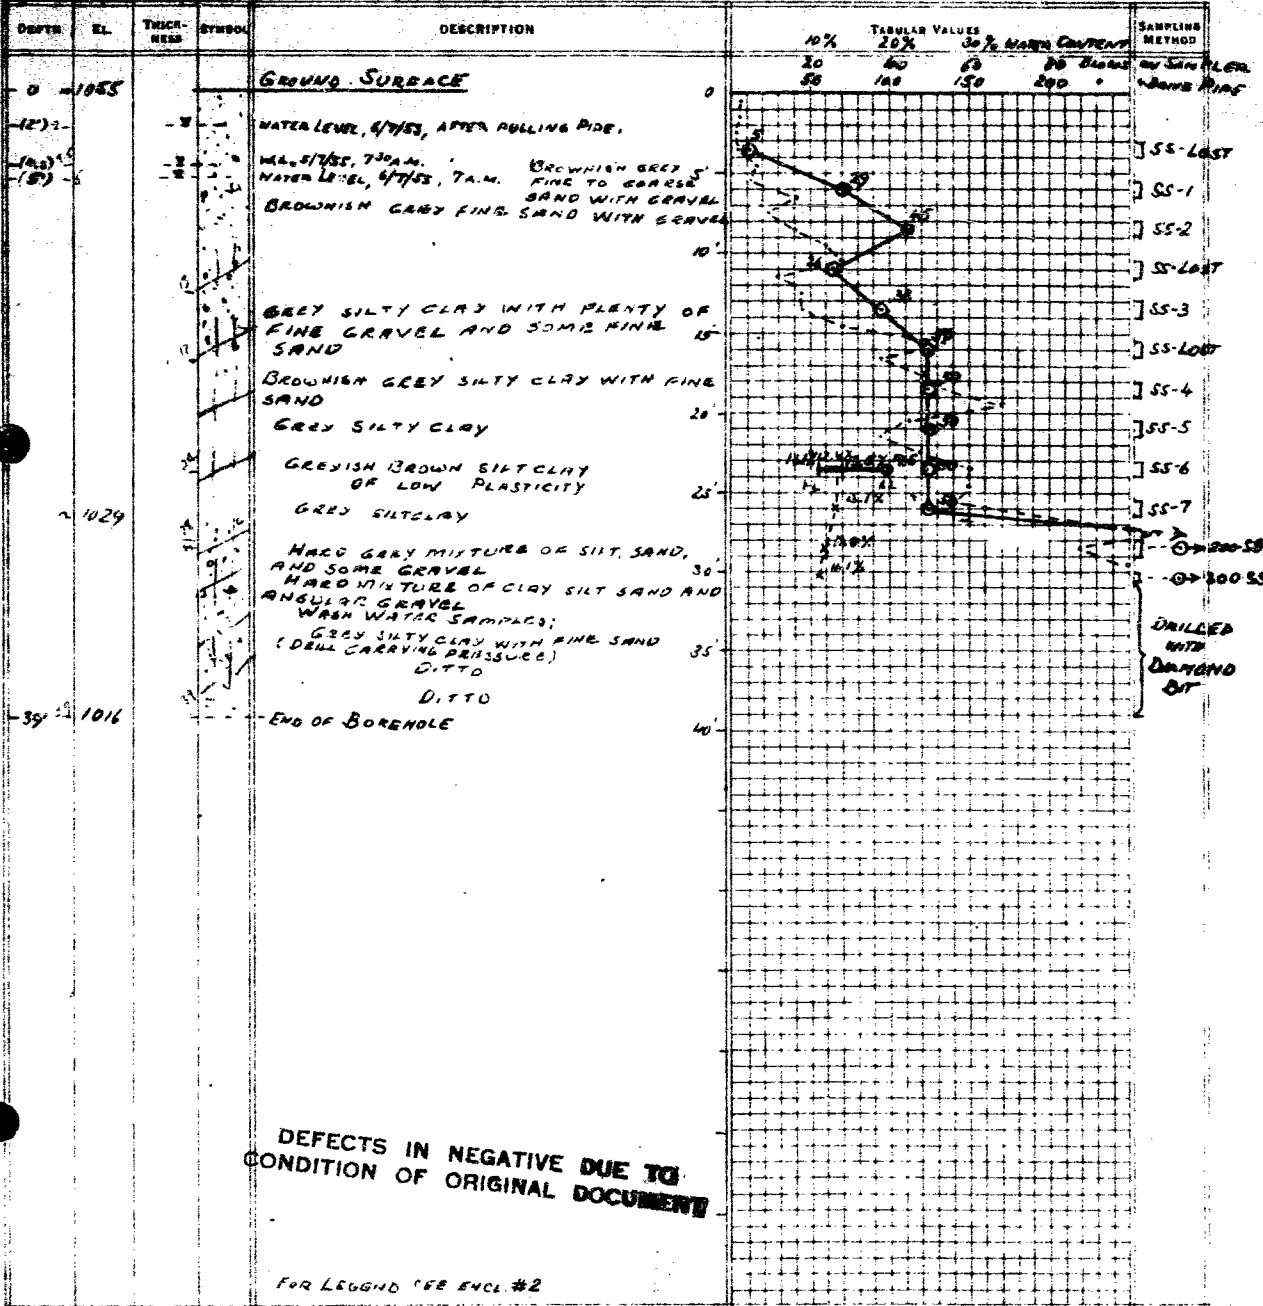 DEPTH EL. THICK-NESS SYMBOL DESCRIPTION TABULAR VALUES SAMPLING METHOD
10% 20% 30% WATER CONTENT
20 60 80 BLOWS ON SAMPLER
50 100 150 200 " " BONE PIPE
0 1055 GROUND SURFACE 0
(2') WATER LEVEL, 6/7/55, AFTER PULLING PIPE.
SS-LOST
W.L. 5/7/55, 7:30 A.M.
(5') WATER LEVEL, 6/7/55, 7 A.M.
BROWNISH GREY
FINE TO COARSE
SAND WITH GRAVEL
5'
29 SS-1
BROWNISH GREY FINE SAND WITH GRAVEL
SS-2
10'
SS-LOST
GREY SILTY CLAY WITH PLENTY OF
FINE GRAVEL AND SOME FINE
SAND
SS-3
15'
SS-LOST
BROWNISH GREY SILTY CLAY WITH FINE
SAND
SS-4
20'
GREY SILTY CLAY
SS-5
GREYISH BROWN SILTCLAY
OF LOW PLASTICITY
SS-6
25'
~ 1029 GREY SILTCLAY
SS-7
HARD GREY MIXTURE OF SILT, SAND,
AND SOME GRAVEL
200
30'
HARD MIXTURE OF CLAY SILT SAND AND
ANGULAR GRAVEL
WASH WATER SAMPLES;
GREY SILTY CLAY WITH FINE SAND
(DRILL CARRYING PRESSURE)
35'
DITTO
DITTO
DRILLED
WITH
DIAMOND
BIT
39' 1016 END OF BOREHOLE
40'
DEFECTS IN NEGATIVE DUE TO
CONDITION OF ORIGINAL DOCUMENT
FOR LEGEND SEE ENCL. #2